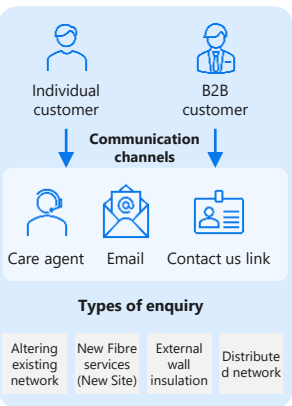 Individual
customer
B2B
customer
Communication
channels
Care agent
Email
Contact us link
Types of enquiry
Altering
existing
network
New Fibre
services
(New Site)
External
wall
insulation
Distribute
d network